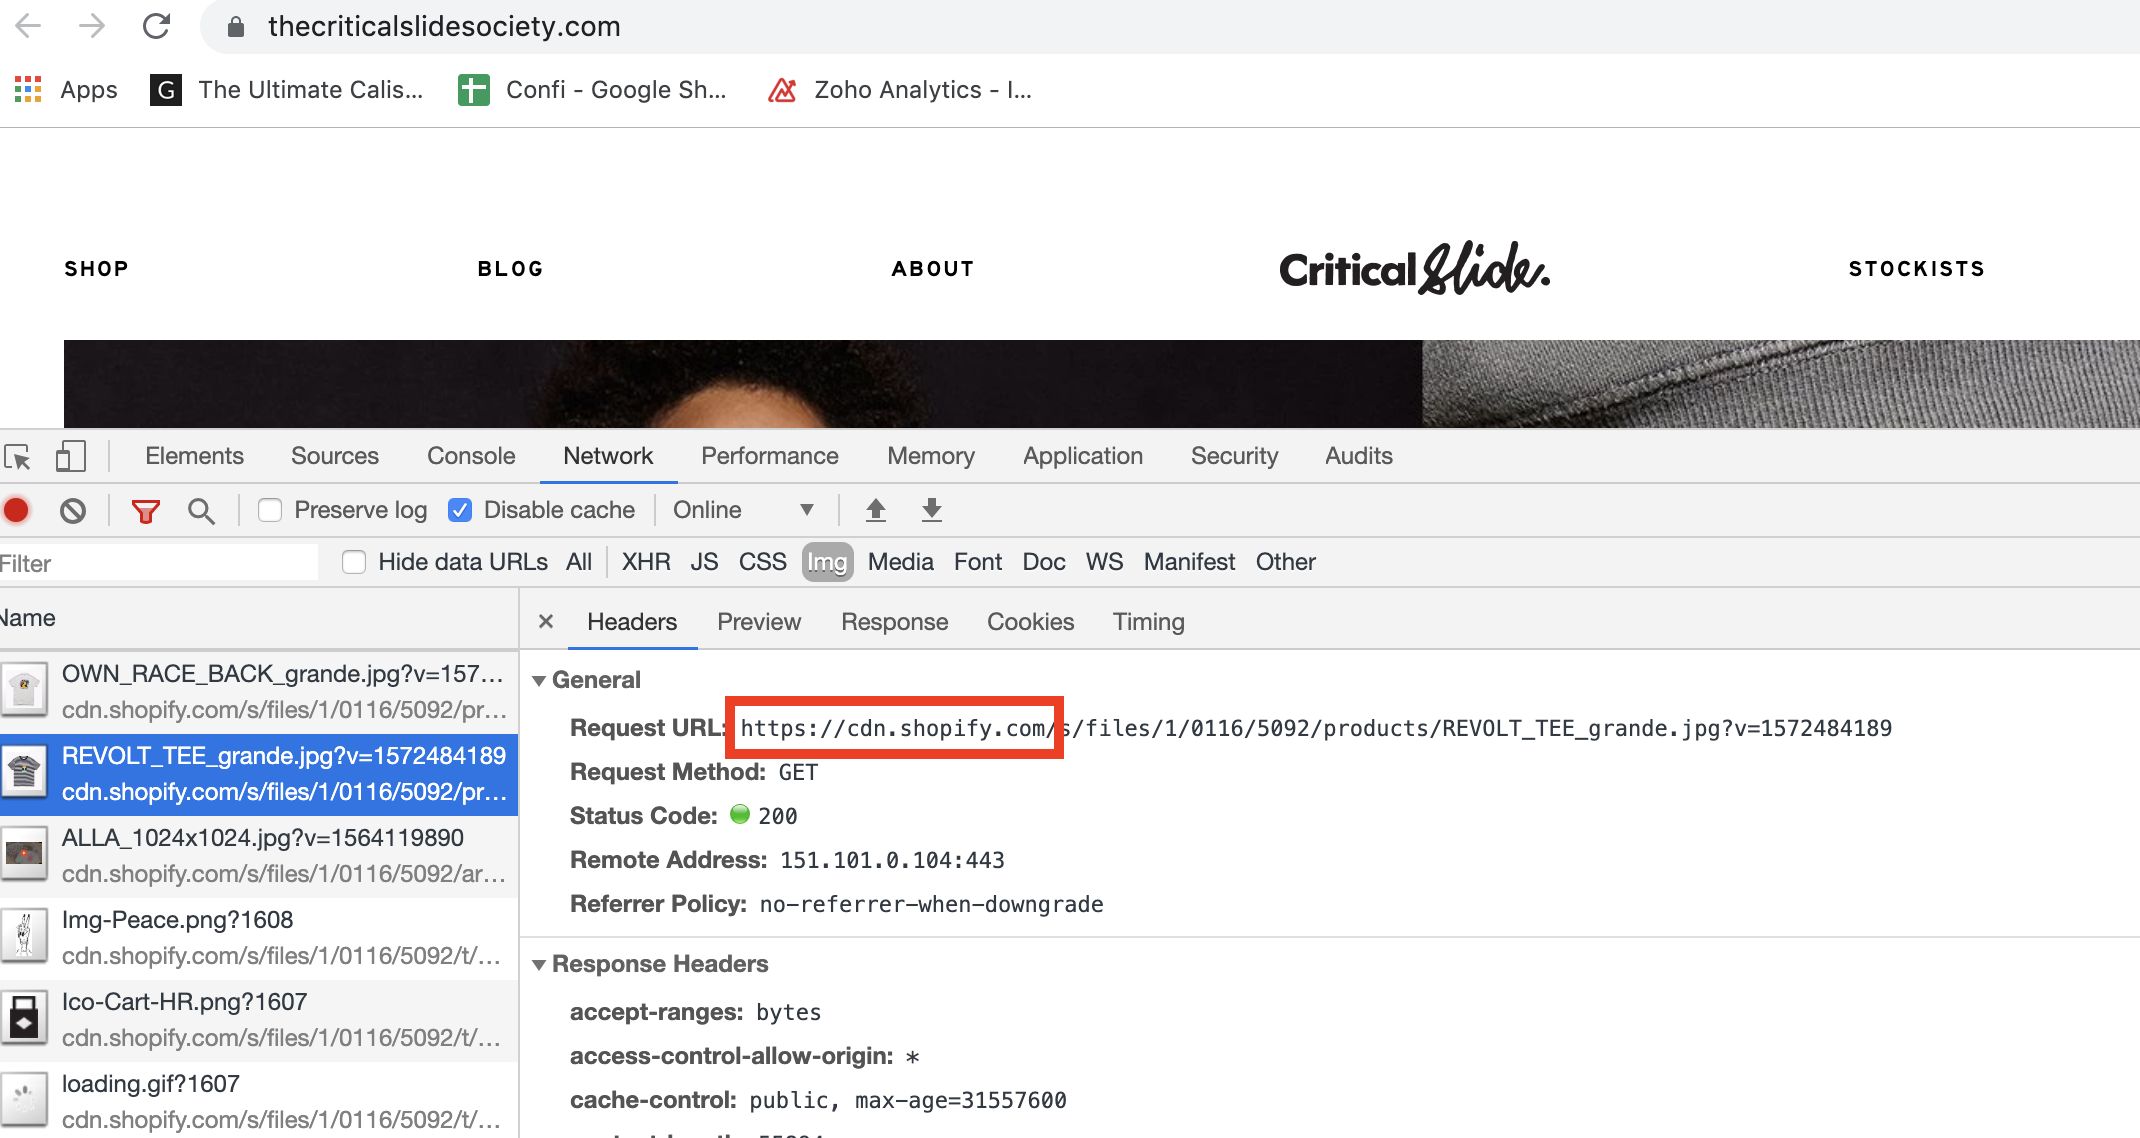 thecriticalslidesociety.com
Apps G The Ultimate Calis... Confi - Google Sh... Zoho Analytics - I...
SHOP BLOG ABOUT Critical Slide. STOCKISTS
Elements Sources Console Network Performance Memory Application Security Audits
Preserve log Disable cache Online
Filter Hide data URLs All XHR JS CSS Img Media Font Doc WS Manifest Other
Name
OWN_RACE_BACK_grande.jpg?v=157...
cdn.shopify.com/s/files/1/0116/5092/pr...
REVOLT_TEE_grande.jpg?v=1572484189
cdn.shopify.com/s/files/1/0116/5092/pr...
ALLA_1024x1024.jpg?v=1564119890
cdn.shopify.com/s/files/1/0116/5092/ar...
Img-Peace.png?1608
cdn.shopify.com/s/files/1/0116/5092/t/...
Ico-Cart-HR.png?1607
cdn.shopify.com/s/files/1/0116/5092/t/...
loading.gif?1607
cdn.shopify.com/s/files/1/0116/5092/t/...
× Headers Preview Response Cookies Timing
General
Request URL: https://cdn.shopify.com/s/files/1/0116/5092/products/REVOLT_TEE_grande.jpg?v=1572484189
Request Method: GET
Status Code: 200
Remote Address: 151.101.0.104:443
Referrer Policy: no-referrer-when-downgrade
Response Headers
accept-ranges: bytes
access-control-allow-origin: *
cache-control: public, max-age=31557600